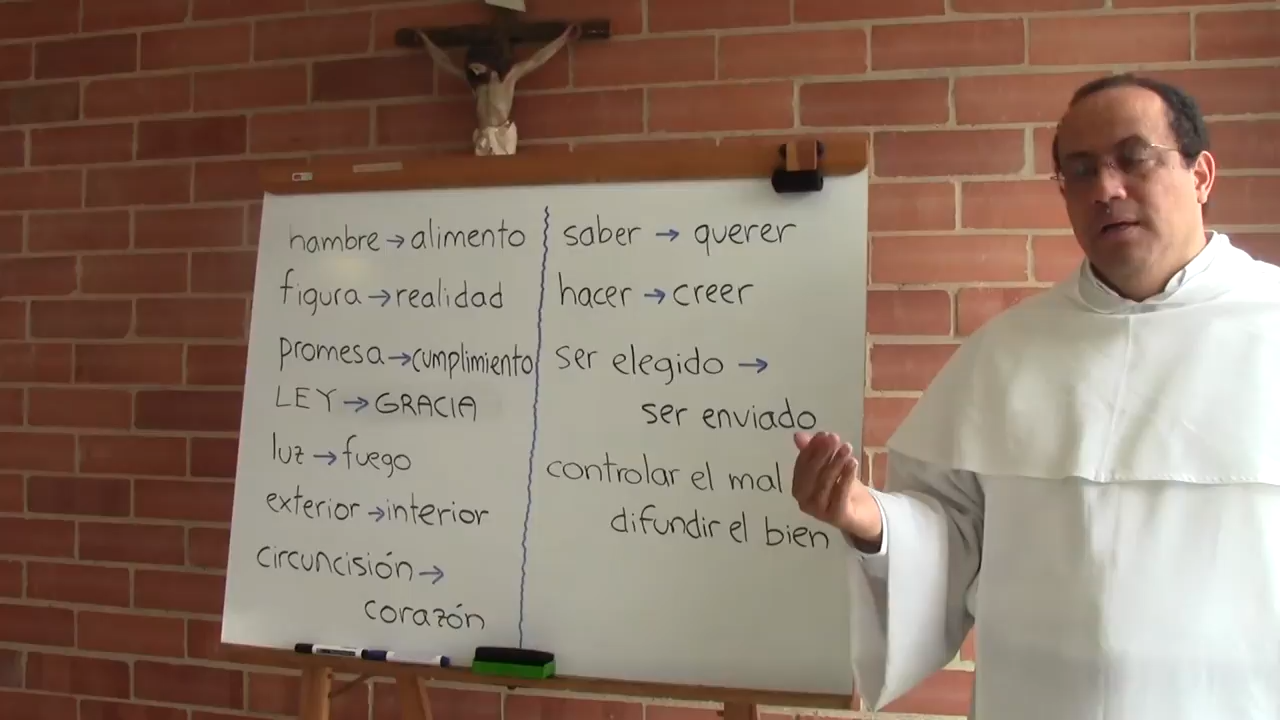 hambre → alimento
figura → realidad
promesa → cumplimiento
LEY → GRACIA
luz → fuego
exterior → interior
circuncisión →
corazón
saber → querer
hacer → creer
ser elegido →
ser enviado
controlar el mal
difundir el bien